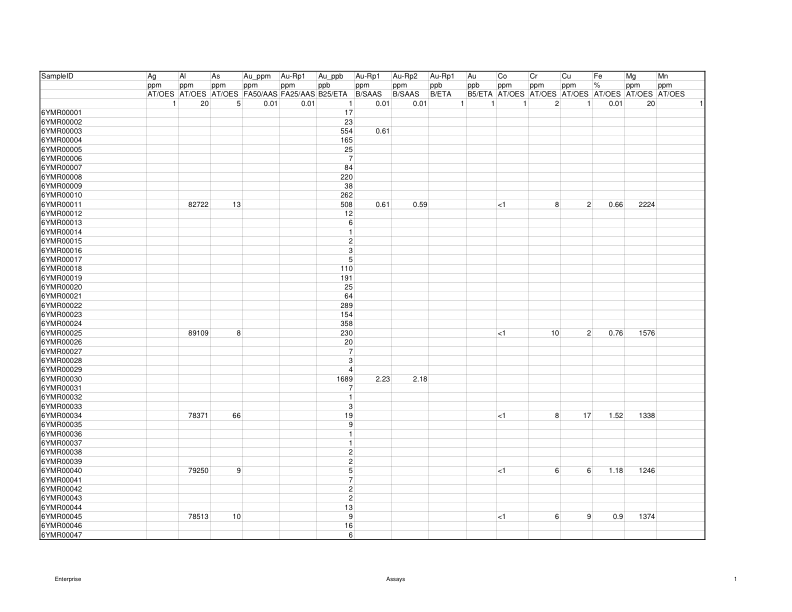 SampleID Ag Al As Au_ppm Au-Rp1 Au_ppb Au-Rp1 Au-Rp2 Au-Rp1 Au Co Cr Cu Fe Mg Mn
ppm ppm ppm ppm ppm ppb ppm ppm ppb ppb ppm ppm ppm % ppm ppm
AT/OES AT/OES AT/OES FA50/AAS FA25/AAS B25/ETA B/SAAS B/SAAS B/ETA B5/ETA AT/OES AT/OES AT/OES AT/OES AT/OES AT/OES
1 20 5 0.01 0.01 1 0.01 0.01 1 1 1 2 1 0.01 20 1
6YMR00001 17
6YMR00002 23
6YMR00003 554 0.61
6YMR00004 165
6YMR00005 25
6YMR00006 7
6YMR00007 84
6YMR00008 220
6YMR00009 38
6YMR00010 262
6YMR00011 82722 13 508 0.61 0.59 <1 8 2 0.66 2224
6YMR00012 12
6YMR00013 6
6YMR00014 1
6YMR00015 2
6YMR00016 3
6YMR00017 5
6YMR00018 110
6YMR00019 191
6YMR00020 25
6YMR00021 64
6YMR00022 289
6YMR00023 154
6YMR00024 358
6YMR00025 89109 8 230 <1 10 2 0.76 1576
6YMR00026 20
6YMR00027 7
6YMR00028 3
6YMR00029 4
6YMR00030 1689 2.23 2.18
6YMR00031 7
6YMR00032 1
6YMR00033 3
6YMR00034 78371 66 19 <1 8 17 1.52 1338
6YMR00035 9
6YMR00036 1
6YMR00037 1
6YMR00038 2
6YMR00039 2
6YMR00040 79250 9 5 <1 6 6 1.18 1246
6YMR00041 7
6YMR00042 2
6YMR00043 2
6YMR00044 13
6YMR00045 78513 10 9 <1 6 9 0.9 1374
6YMR00046 16
6YMR00047 6
Enterprise Assays 1